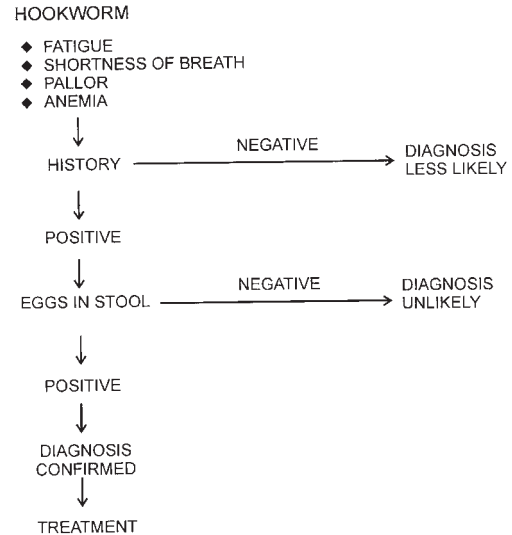 HOOKWORM
◆ FATIGUE
◆ SHORTNESS OF BREATH
◆ PALLOR
◆ ANEMIA
HISTORY
NEGATIVE
DIAGNOSIS
LESS LIKELY
POSITIVE
EGGS IN STOOL
NEGATIVE
DIAGNOSIS
UNLIKELY
POSITIVE
DIAGNOSIS
CONFIRMED
TREATMENT